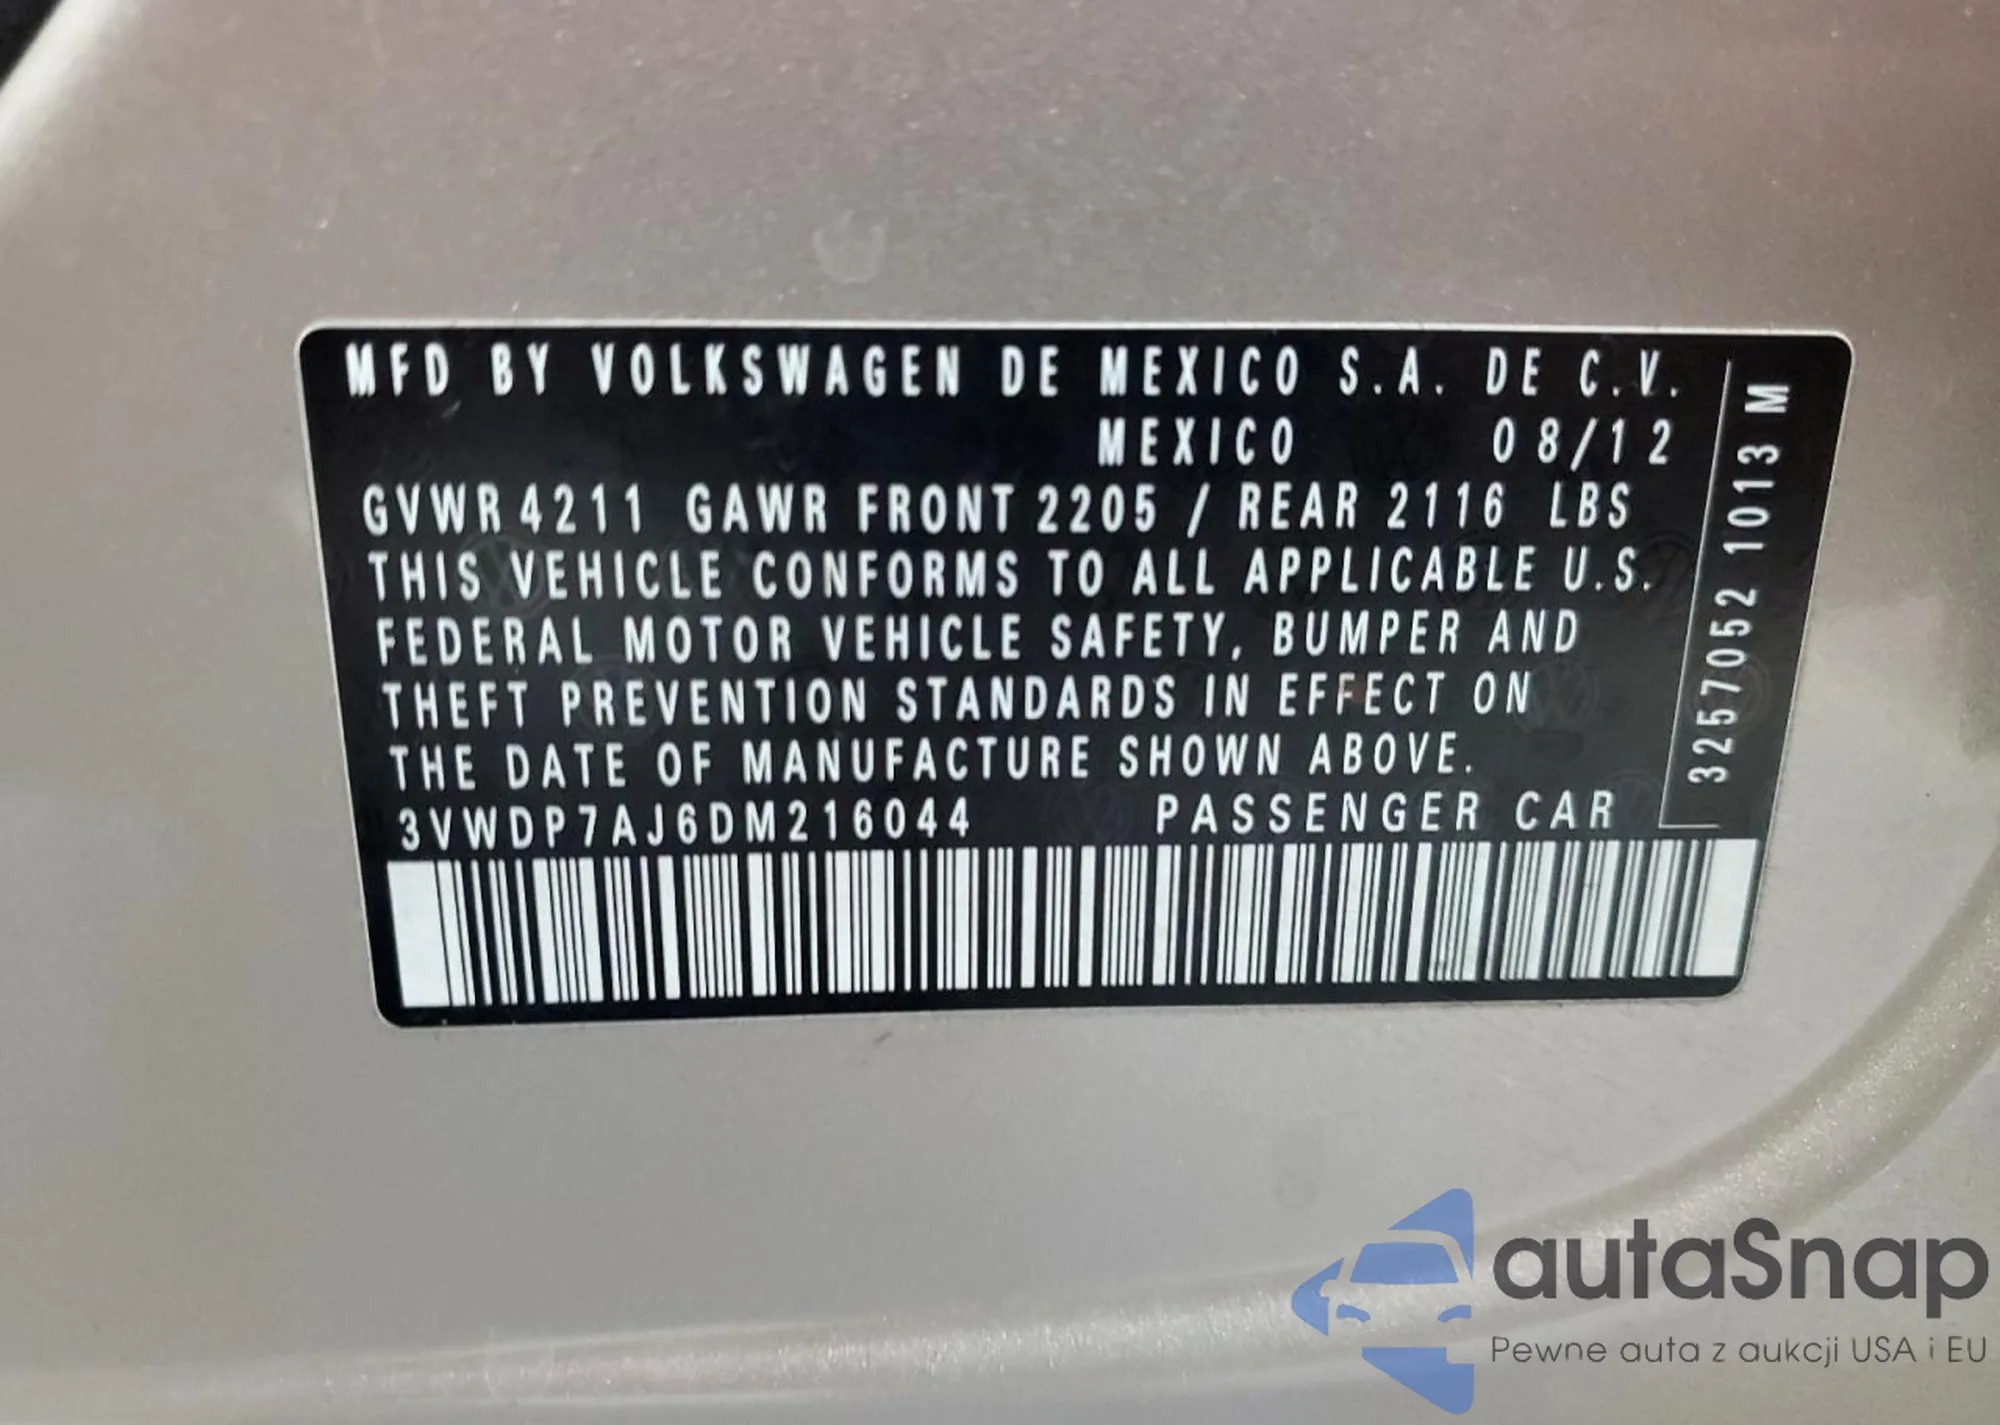 MFD BY VOLKSWAGEN DE MEXICO S.A. DE C.V.
MEXICO 08/12
GVWR 4211 GAWR FRONT 2205 / REAR 2116 LBS
THIS VEHICLE CONFORMS TO ALL APPLICABLE U.S.
FEDERAL MOTOR VEHICLE SAFETY, BUMPER AND
THEFT PREVENTION STANDARDS IN EFFECT ON
THE DATE OF MANUFACTURE SHOWN ABOVE.
3VWDP7AJ6DM216044 PASSENGER CAR
3257052 1013 M
autaSnap
Pewne auta z aukcji USA i EU